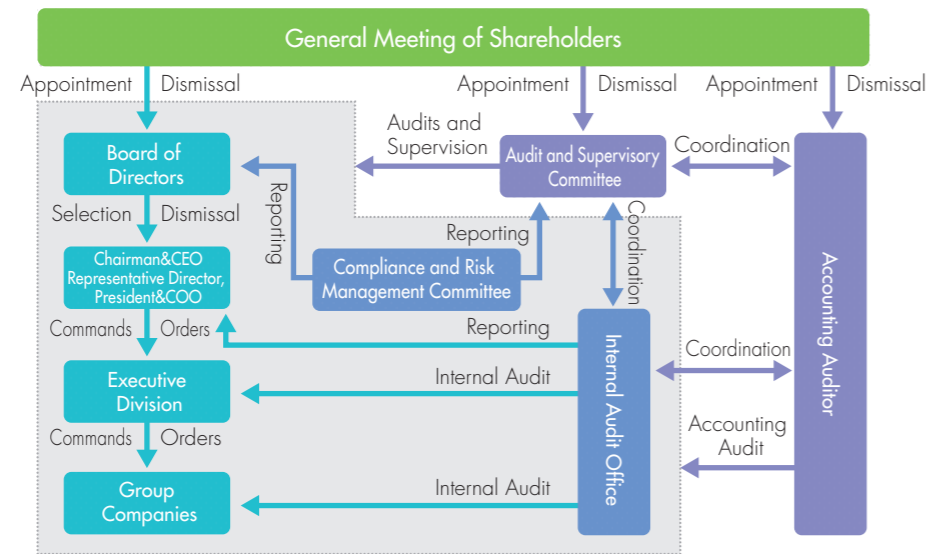 General Meeting of Shareholders
Appointment
Dismissal
Appointment
Dismissal
Appointment
Dismissal
Board of
Directors
Audits and
Supervision
Audit and Supervisory
Committee
Coordination
Selection
Dismissal
Reporting
Reporting
Coordination
Chairman&CEO
Representative Director,
President&COO
Compliance and Risk
Management Committee
Accounting Auditor
Commands
Orders
Reporting
Internal Audit Office
Coordination
Executive
Division
Internal Audit
Commands
Orders
Accounting
Audit
Group
Companies
Internal Audit